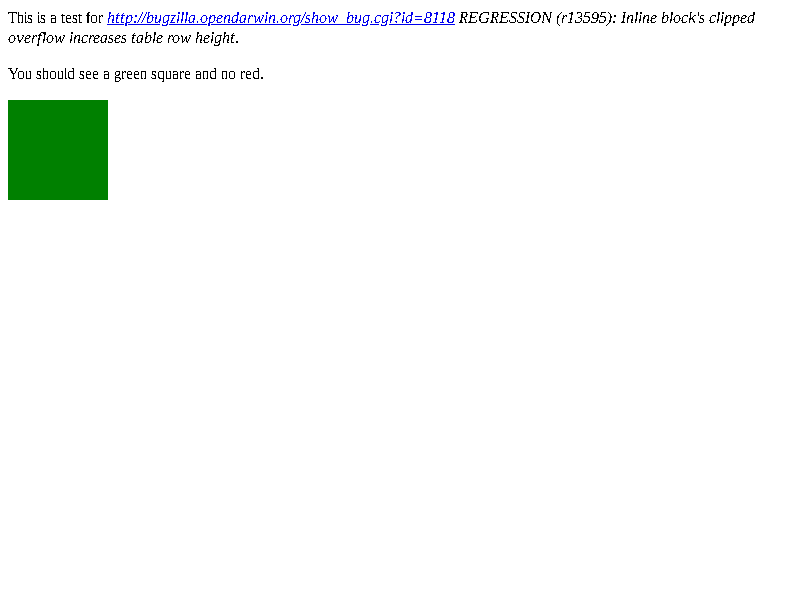 This is a test for http://bugzilla.opendarwin.org/show_bug.cgi?id=8118 REGRESSION (r13595): Inline block's clipped
overflow increases table row height.
You should see a green square and no red.